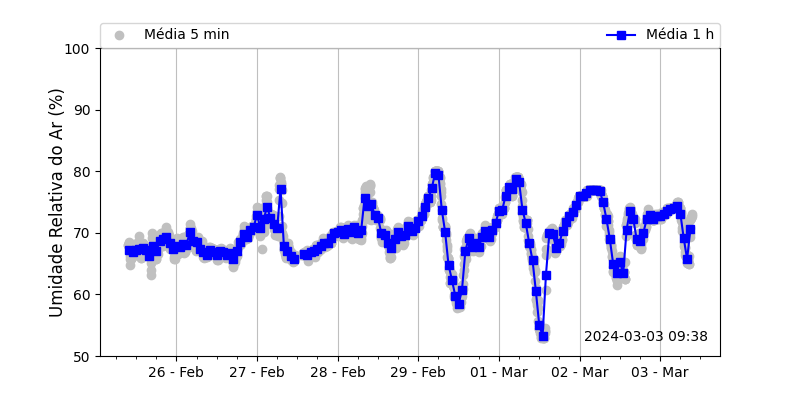 Média 5 min
Média 1 h
Umidade Relativa do Ar (%)
100
90
80
70
60
50
2024-03-03 09:38
26 - Feb
27 - Feb
28 - Feb
29 - Feb
01 - Mar
02 - Mar
03 - Mar